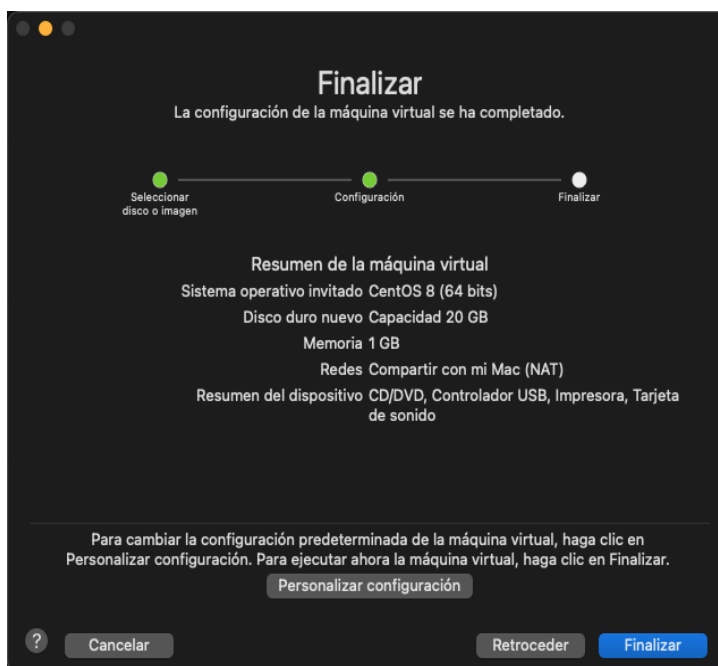 Finalizar
La configuración de la máquina virtual se ha completado.
Seleccionar
disco o imagen
Configuración
Finalizar
Resumen de la máquina virtual
Sistema operativo invitado CentOS 8 (64 bits)
Disco duro nuevo Capacidad 20 GB
Memoria 1 GB
Redes Compartir con mi Mac (NAT)
Resumen del dispositivo CD/DVD, Controlador USB, Impresora, Tarjeta
de sonido
Para cambiar la configuración predeterminada de la máquina virtual, haga clic en
Personalizar configuración. Para ejecutar ahora la máquina virtual, haga clic en Finalizar.
Personalizar configuración
? Cancelar Retroceder Finalizar